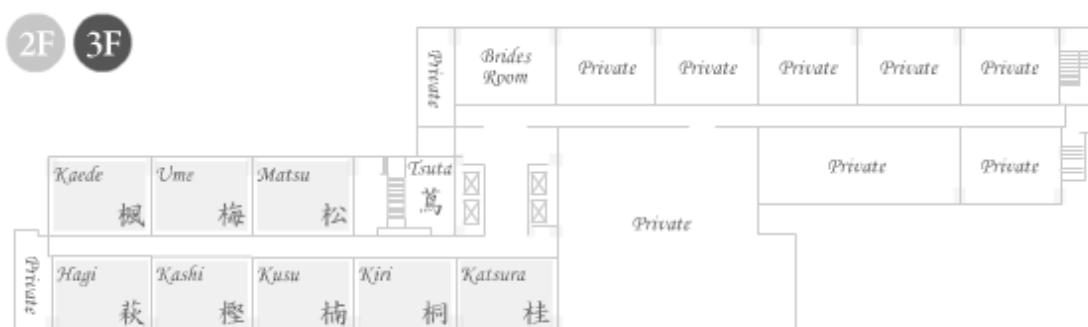 2F 3F
Private
Brides
Room
Private
Private
Private
Private
Private
Kaede
楓
Ume
梅
Matsu
松
Tsuta
蔦
Private
Private
Private
Private
Hagi
萩
Kashi
樫
Kusu
楠
Kiri
桐
Katsura
桂